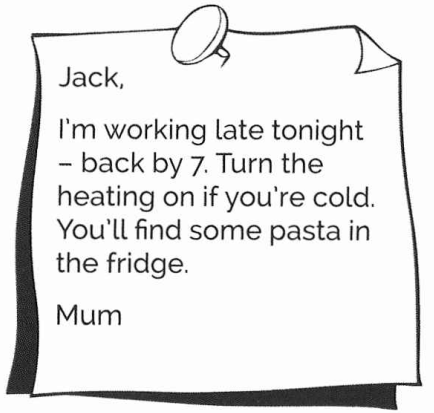 Jack,
I'm working late tonight
– back by 7. Turn the
heating on if you're cold.
You'll find some pasta in
the fridge.
Mum